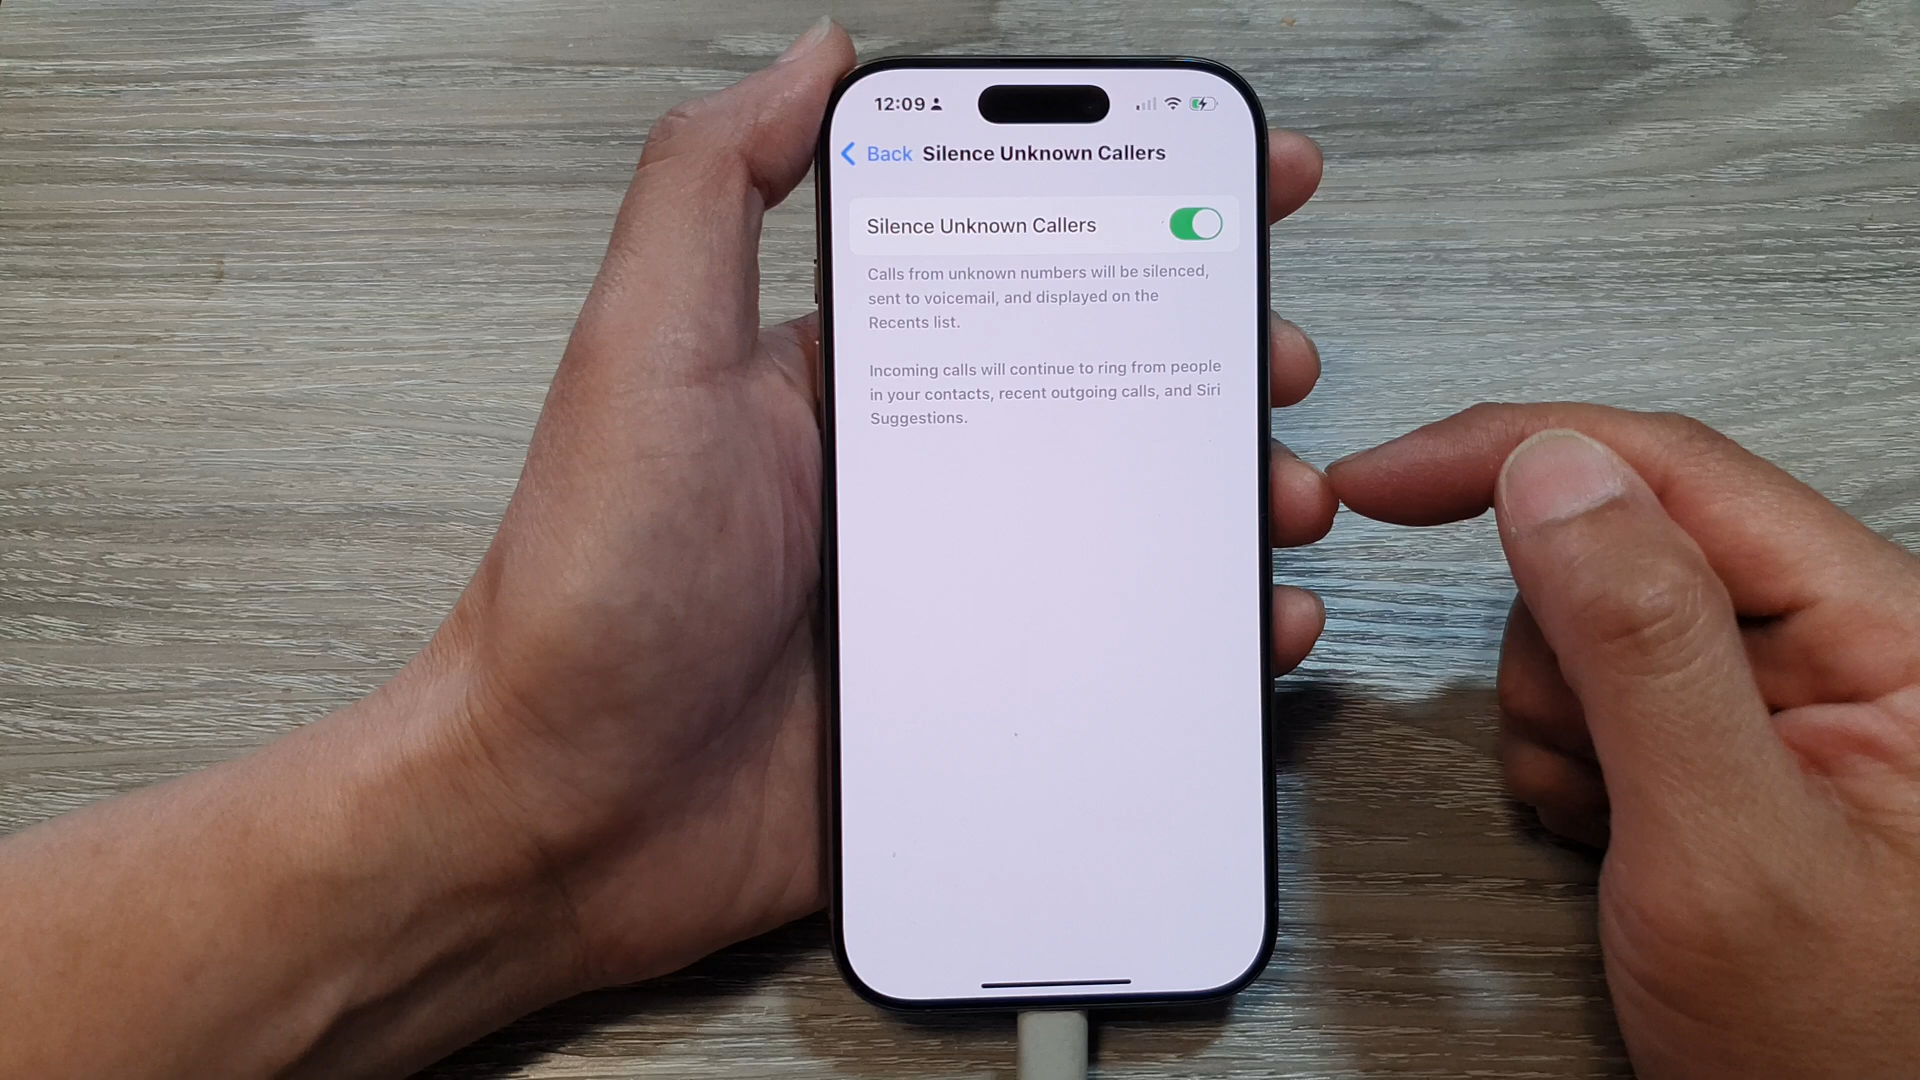 12:09
Back Silence Unknown Callers
Silence Unknown Callers
Calls from unknown numbers will be silenced,
sent to voicemail, and displayed on the
Recents list.
Incoming calls will continue to ring from people
in your contacts, recent outgoing calls, and Siri
Suggestions.